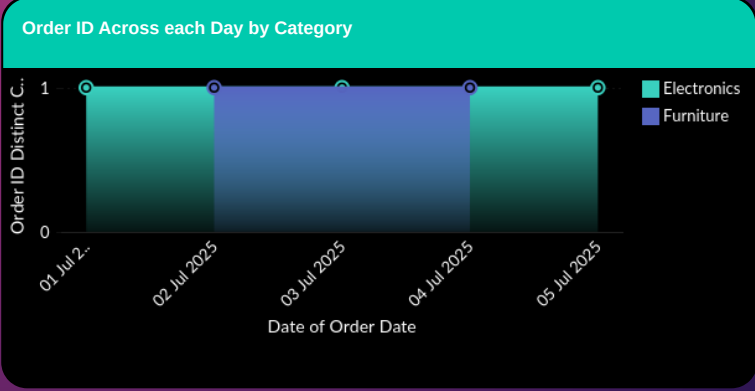 Order ID Across each Day by Category
Order ID Distinct C..
1
0
Electronics
Furniture
01 Jul 2..
02 Jul 2025
03 Jul 2025
04 Jul 2025
05 Jul 2025
Date of Order Date